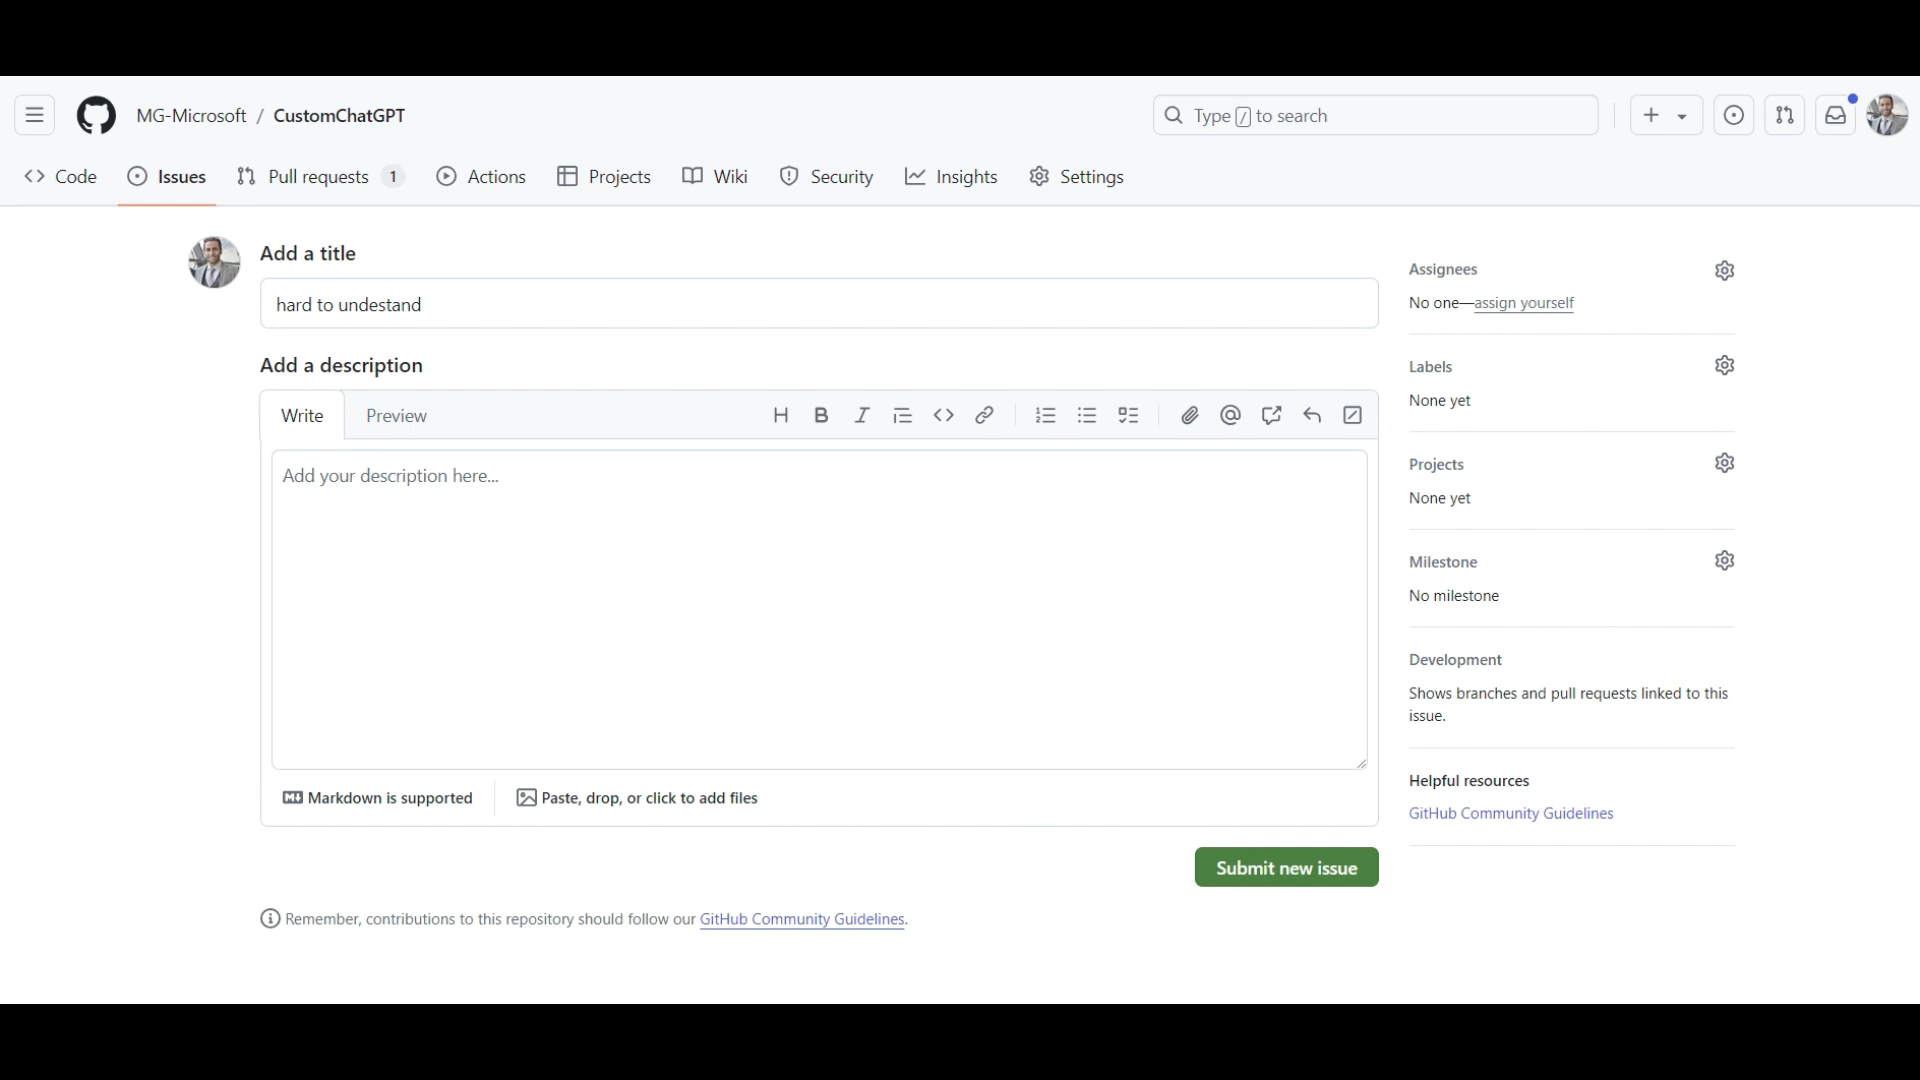 MG-Microsoft / CustomChatGPT
Type / to search
Code Issues Pull requests 1 Actions Projects Wiki Security Insights Settings
Add a title
hard to undestand
Add a description
Write Preview
Add your description here...
Markdown is supported Paste, drop, or click to add files
Submit new issue
Remember, contributions to this repository should follow our GitHub Community Guidelines.
Assignees
No one—assign yourself
Labels
None yet
Projects
None yet
Milestone
No milestone
Development
Shows branches and pull requests linked to this
issue.
Helpful resources
GitHub Community Guidelines